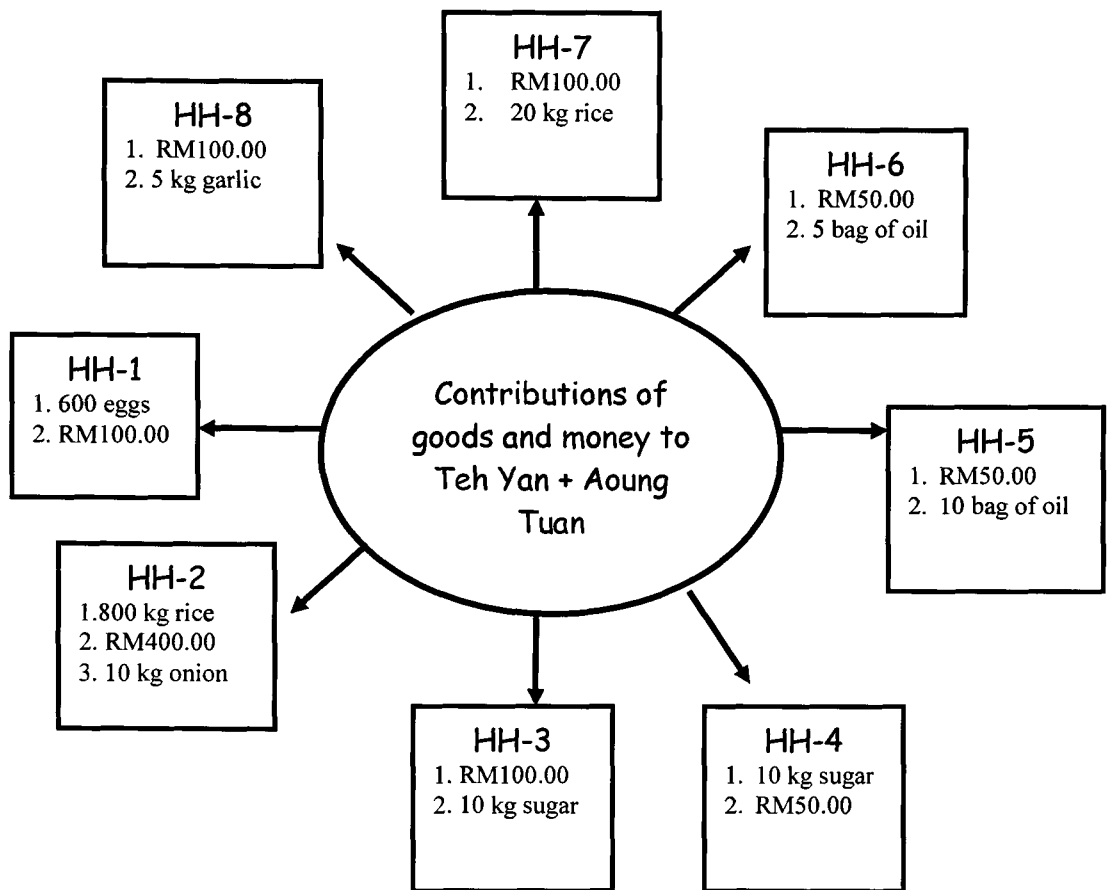 HH-7
1. RM100.00
2. 20 kg rice
HH-8
1. RM100.00
2. 5 kg garlic
HH-6
1. RM50.00
2. 5 bag of oil
HH-1
1. 600 eggs
2. RM100.00
Contributions of
goods and money to
Teh Yan + Aoung
Tuan
HH-5
1. RM50.00
2. 10 bag of oil
HH-2
1.800 kg rice
2. RM400.00
3. 10 kg onion
HH-3
1. RM100.00
2. 10 kg sugar
HH-4
1. 10 kg sugar
2. RM50.00